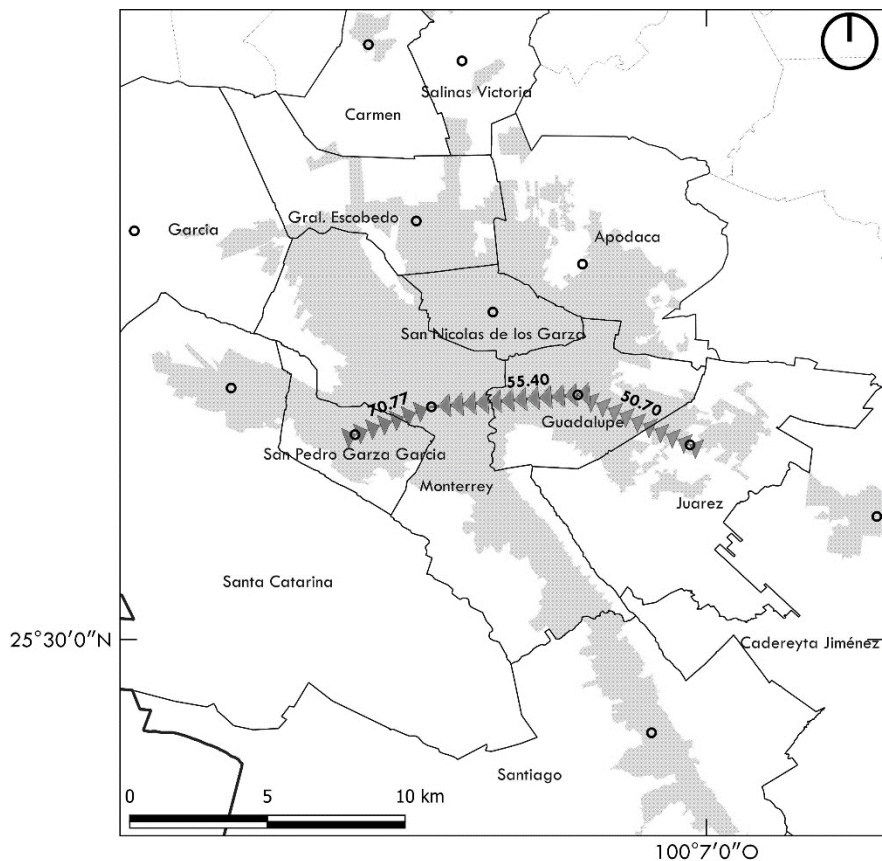 Salinas Victoria
Carmen
Gral. Escobedo
García
Apodaca
San Nicolas de los Garza
55.40
70.77
50.70
Guadalupe
San Pedro Garza Garcia
Monterrey
Juarez
Santa Catarina
25°30′0″N
Cadereyta Jiménez
Santiago
0 5 10 km
100°7′0″O